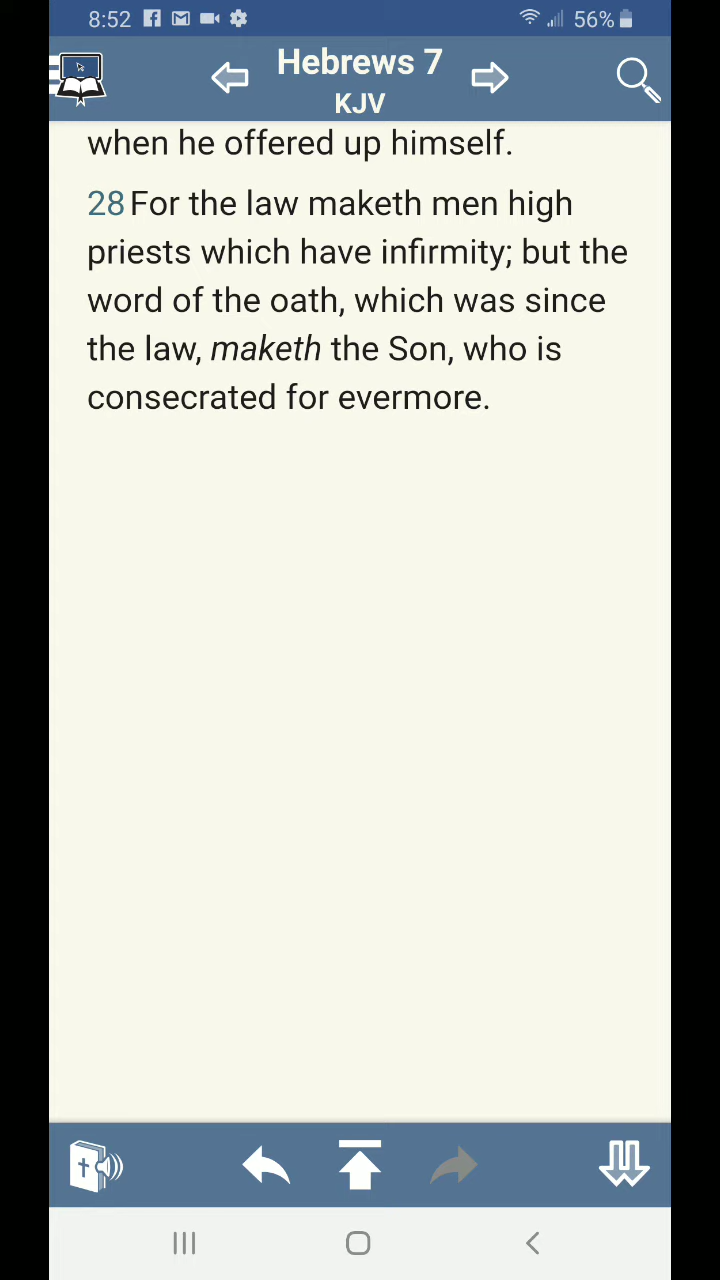 8:52 56%
Hebrews 7
KJV
when he offered up himself.
28 For the law maketh men high
priests which have infirmity; but the
word of the oath, which was since
the law, maketh the Son, who is
consecrated for evermore.